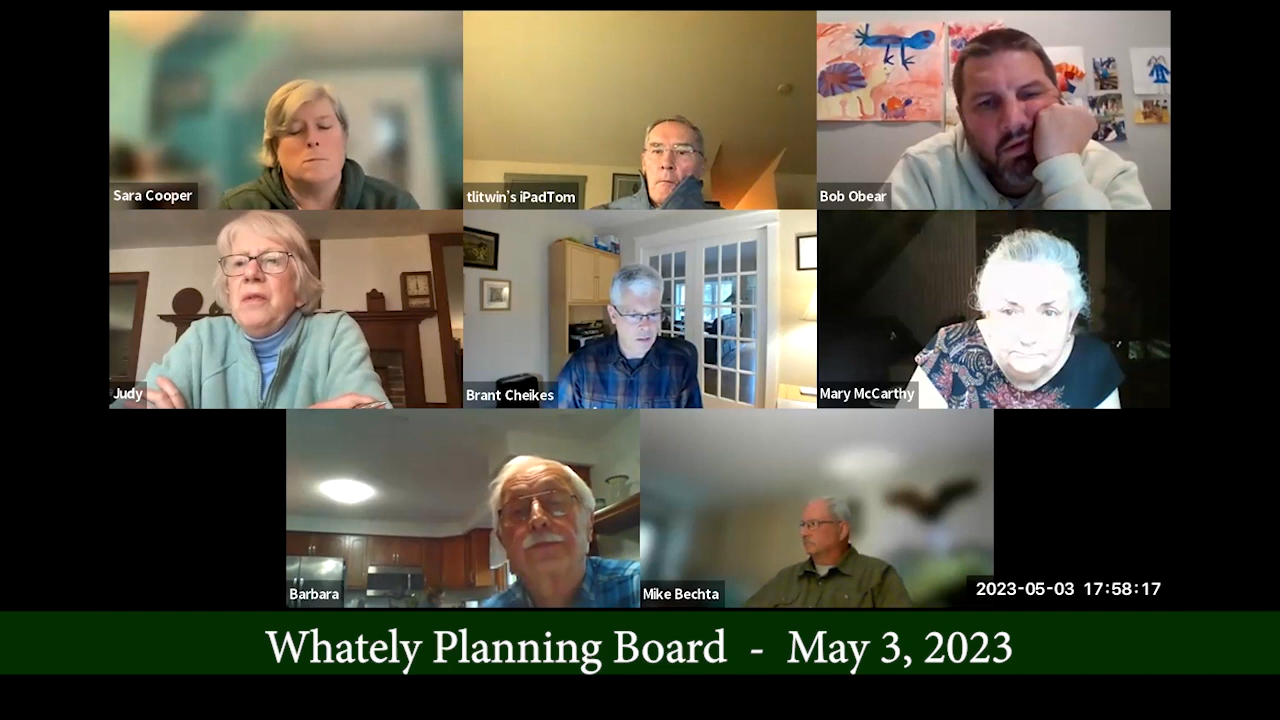 Sara Cooper
tlitwin's iPadTom
Bob Obear
Judy
Brant Cheikes
Mary McCarthy
Barbara
Mike Bechta
2023-05-03 17:58:17
Whately Planning Board - May 3, 2023